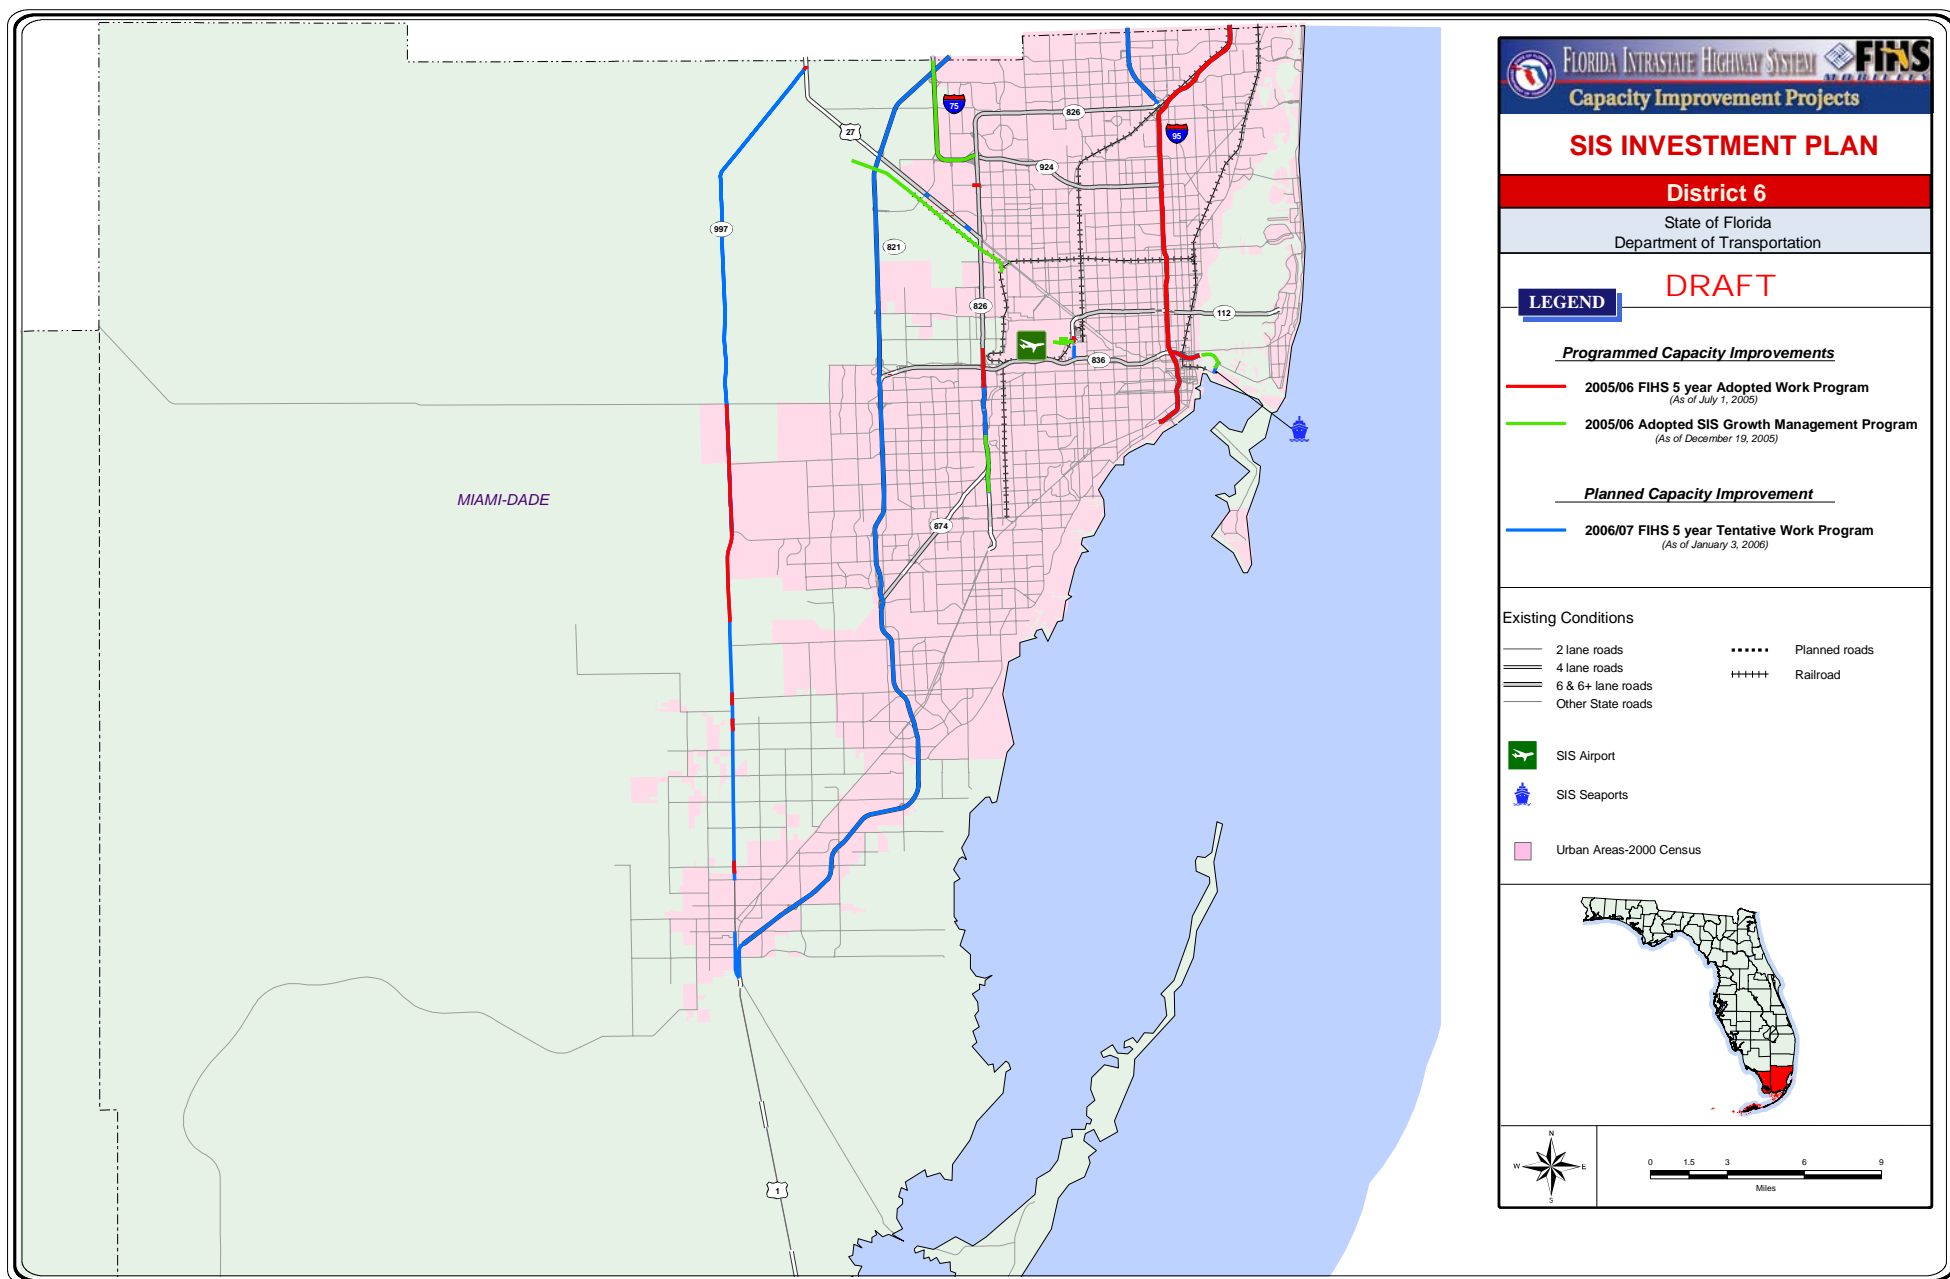 FLORIDA INTRASTATE HIGHWAY SYSTEM
FIHS
MOBILITY
Capacity Improvement Projects
SIS INVESTMENT PLAN
District 6
State of Florida
Department of Transportation
DRAFT
LEGEND
Programmed Capacity Improvements
2005/06 FIHS 5 year Adopted Work Program
(As of July 1, 2005)
2005/06 Adopted SIS Growth Management Program
(As of December 19, 2005)
Planned Capacity Improvement
2006/07 FIHS 5 year Tentative Work Program
(As of January 3, 2006)
Existing Conditions
2 lane roads
4 lane roads
6 & 6+ lane roads
Other State roads
Planned roads
Railroad
SIS Airport
SIS Seaports
Urban Areas-2000 Census
N
W
E
S
0 1.5 3 6 9
Miles
75
826
95
27
924
997
821
826
112
836
MIAMI-DADE
874
1